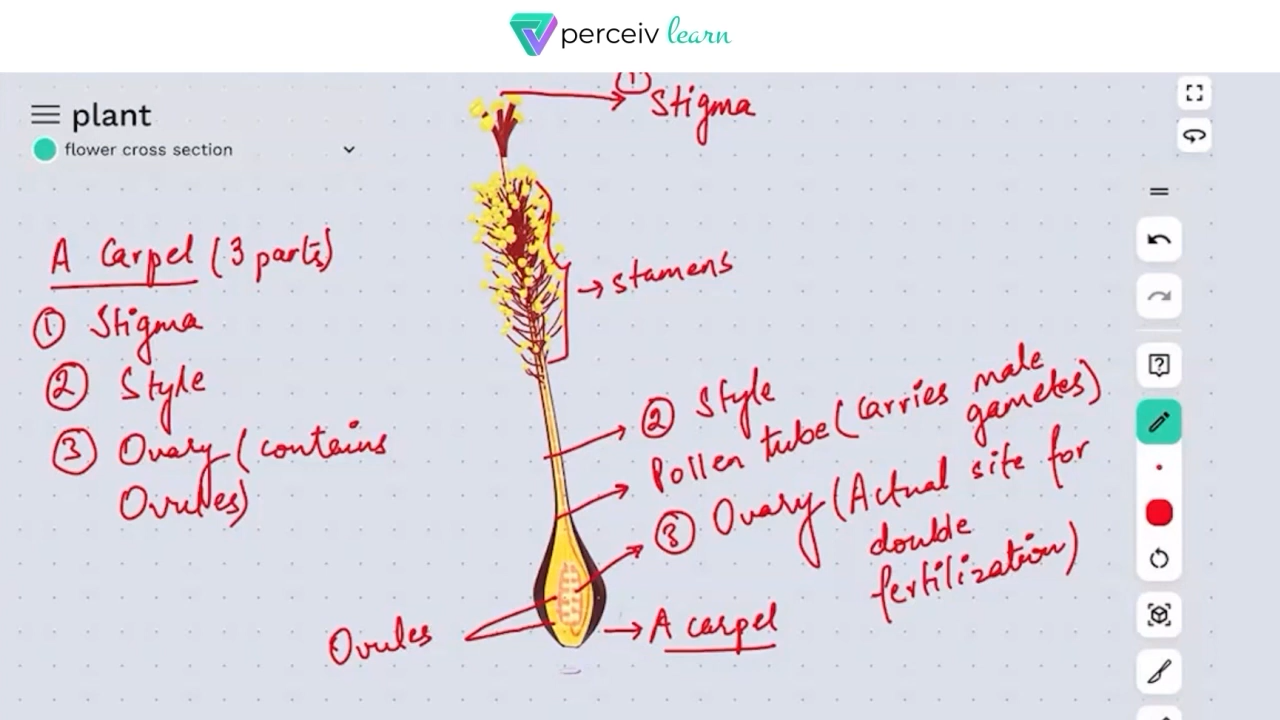 perceiv learn
plant
flower cross section
1
Stigma
A Carpel (3 parts)
1 Stigma
2 Style
3 Ovary (contains
Ovules)
→ stamens
2 Style
Pollen tube (carries male
gametes)
3 Ovary (Actual site for
double
fertilization)
Ovules
A carpel